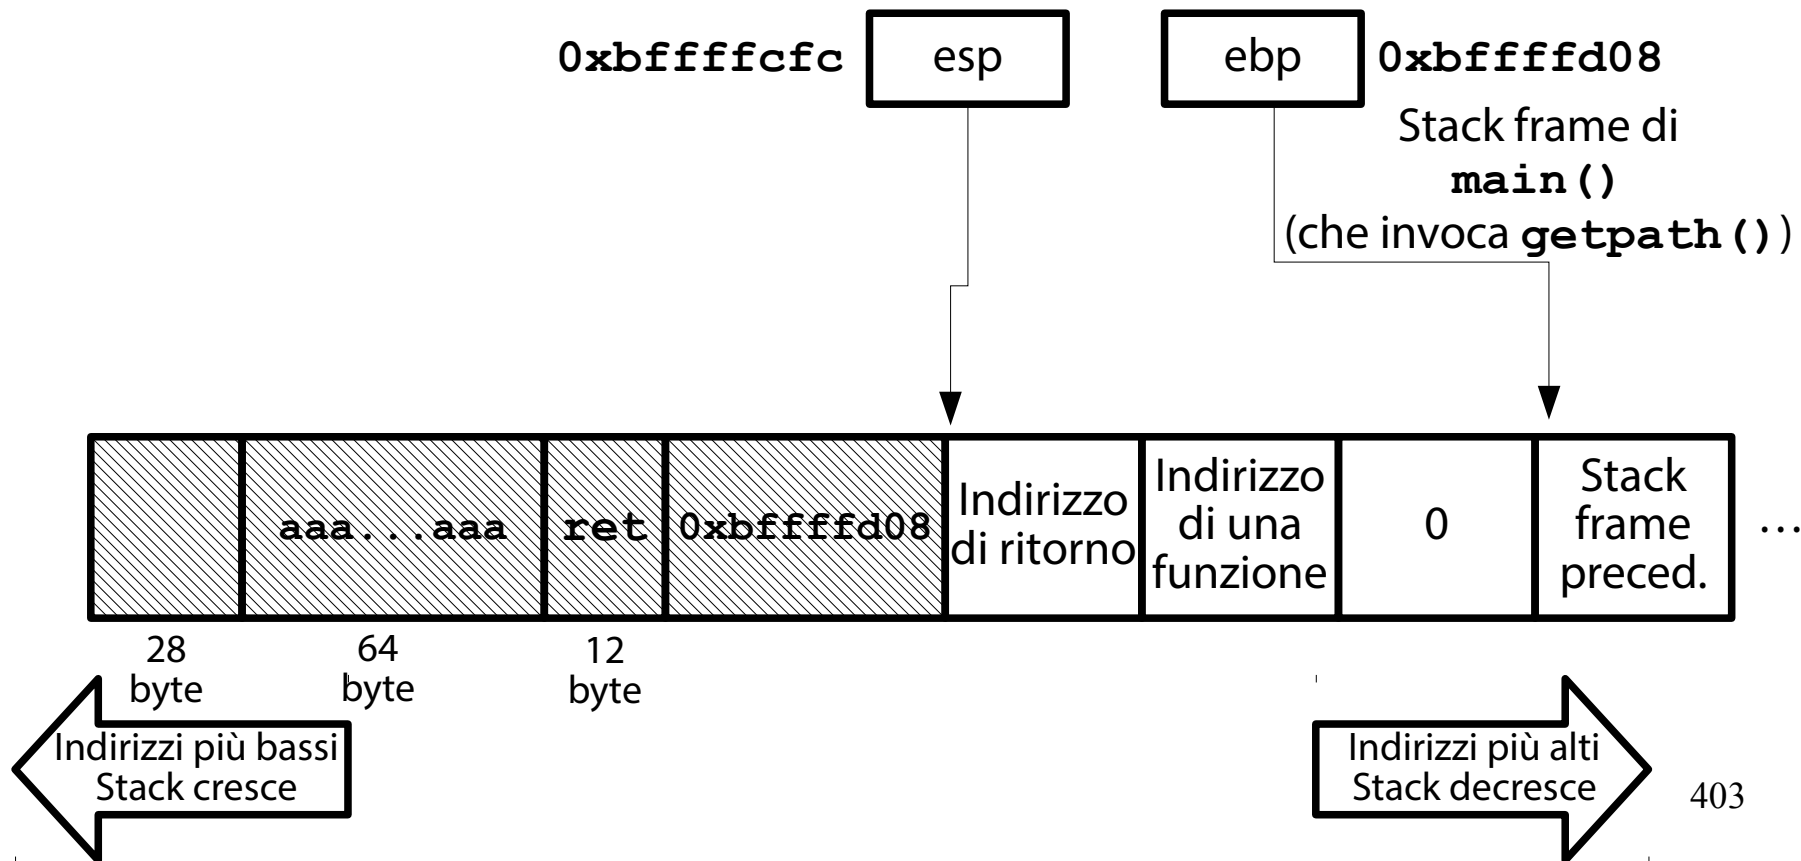 0xbffffcfc
esp
ebp
0xbffffd08
Stack frame di
main()
(che invoca getpath())
aaa...aaa
ret
0xbffffd08
Indirizzo
di ritorno
Indirizzo
di una
funzione
0
Stack
frame
preced.
...
28
byte
64
byte
12
byte
Indirizzi più bassi
Stack cresce
Indirizzi più alti
Stack decresce
403